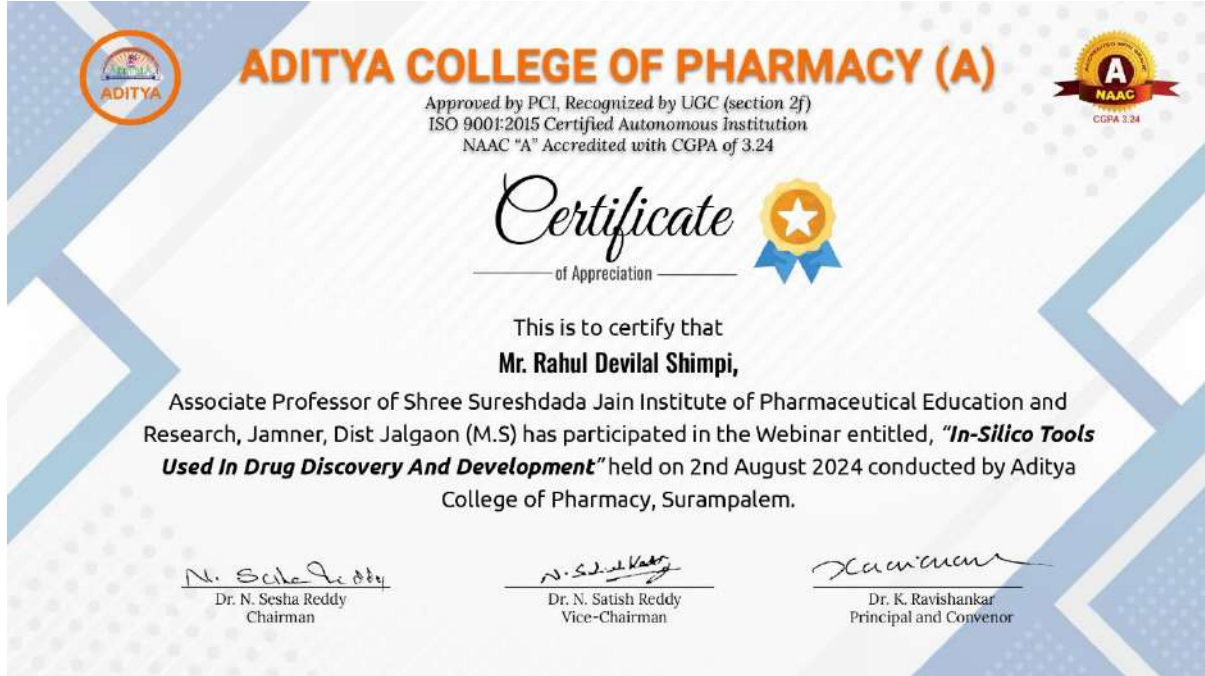 ADITYA
ADITYA
ADITYA COLLEGE OF PHARMACY (A)
Approved by PCI, Recognized by UGC (section 2f)
ISO 9001:2015 Certified Autonomous Institution
NAAC "A" Accredited with CGPA of 3.24
ACCREDITED WITH GRADE
A
NAAC
CGPA 3.24
Certificate
of Appreciation
This is to certify that
Mr. Rahul Devilal Shimpi,
Associate Professor of Shree Sureshdada Jain Institute of Pharmaceutical Education and
Research, Jamner, Dist Jalgaon (M.S) has participated in the Webinar entitled, "In-Silico Tools
Used In Drug Discovery And Development" held on 2nd August 2024 conducted by Aditya
College of Pharmacy, Surampalem.
Dr. N. Sesha Reddy
Chairman
Dr. N. Satish Reddy
Vice-Chairman
Dr. K. Ravishankar
Principal and Convenor